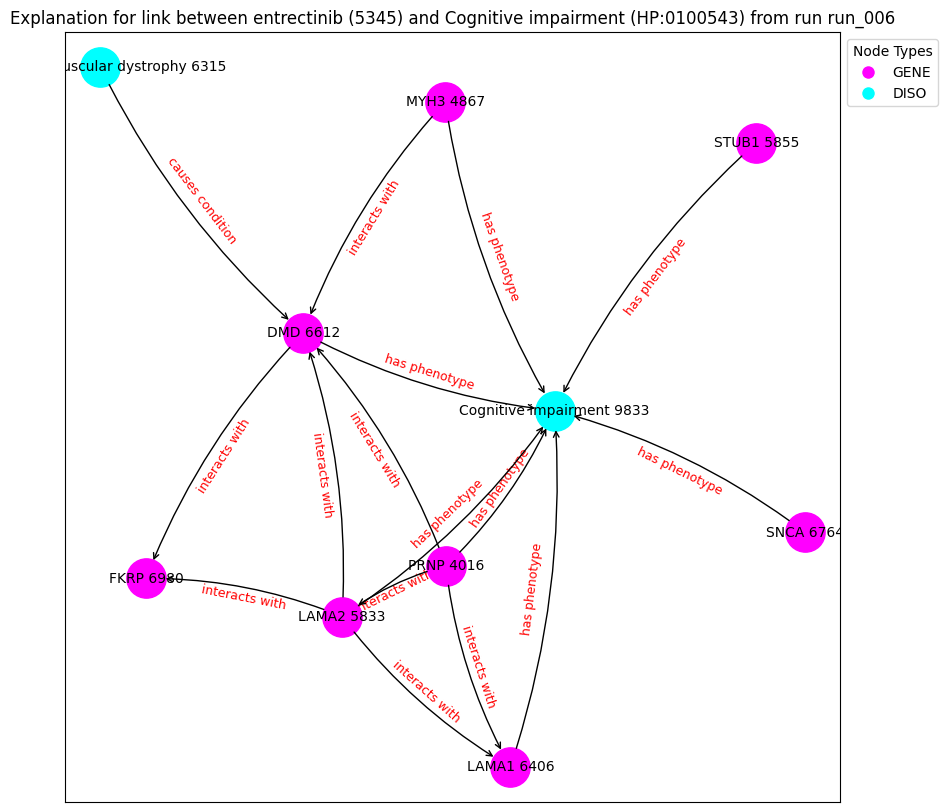 Explanation for link between entrectinib (5345) and Cognitive impairment (HP:0100543) from run run_006
Node Types
GENE
DISO
dystrophy 6315
MYH3 4867
STUB1 5855
causes condition
interacts with
has phenotype
has phenotype
DMD 6612
has phenotype
Cognitive impairment 9833
interacts with
interacts with
interacts with
has phenotype
has phenotype
has phenotype
SNCA 6764
FKRP 6980
PRNP 4016
interacts with
interacts with
LAMA2 5833
has phenotype
interacts with
interacts with
LAMA1 6406